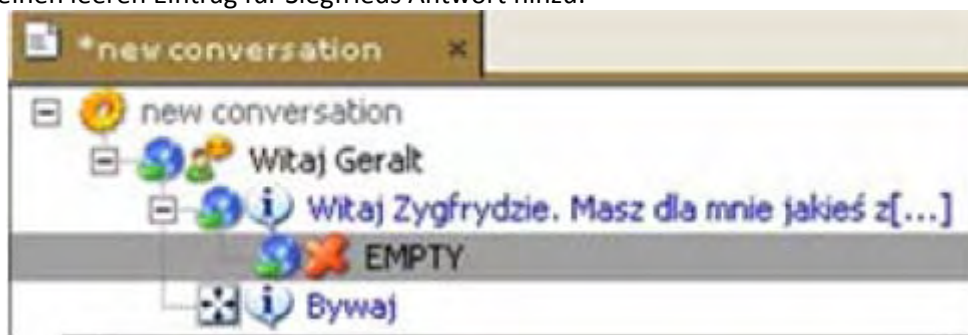 einen leeren Eintrag für Siegfrieds Antwort hinzu.
*new conversation
new conversation
Witaj Geralt
Witaj Zygfrydzie. Masz dla mnie jakieś z[...]
EMPTY
Bywaj